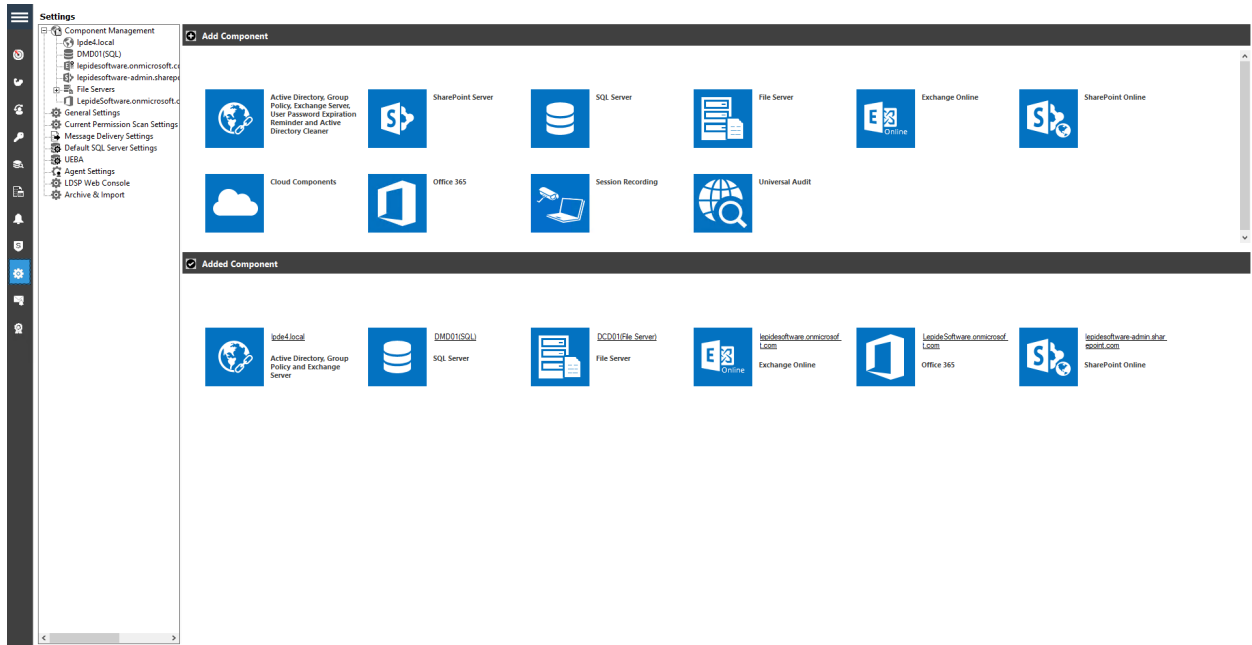 Settings
Component Management
lpde4.local
DMD01(SQL)
lepidesoftware.onmicrosoft.c
lepidesoftware-admin.sharep
File Servers
LepideSoftware.onmicrosoft.c
General Settings
Current Permission Scan Settings
Message Delivery Settings
Default SQL Server Settings
UEBA
Agent Settings
LDSP Web Console
Archive & Import
Add Component
Active Directory, Group
Policy, Exchange Server,
User Password Expiration
Reminder and Active
Directory Cleaner
SharePoint Server
SQL Server
File Server
E
Online
Exchange Online
S
SharePoint Online
Cloud Components
Office 365
Session Recording
Universal Audit
Added Component
lpde4.local
Active Directory, Group
Policy and Exchange
Server
DMD01(SQL)
SQL Server
DCD01(File Server)
File Server
E
Online
lepidesoftware.onmicrosof
t.com
Exchange Online
LepideSoftware.onmicrosof
t.com
Office 365
S
lepidesoftware-admin.shar
epoint.com
SharePoint Online